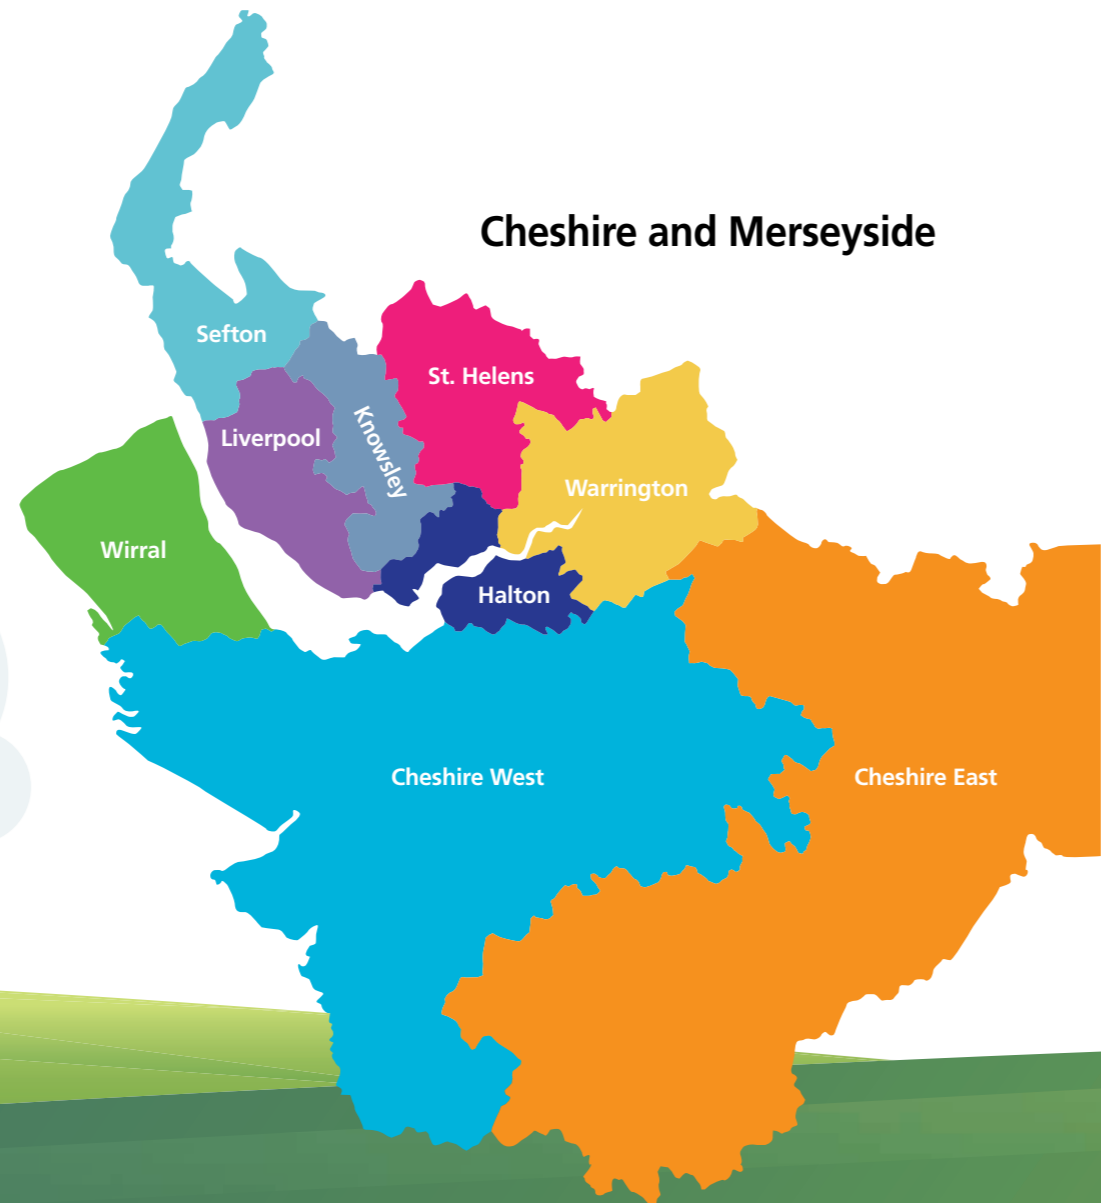 Cheshire and Merseyside
Sefton
St. Helens
Liverpool
Knowsley
Warrington
Wirral
Halton
Cheshire West
Cheshire East